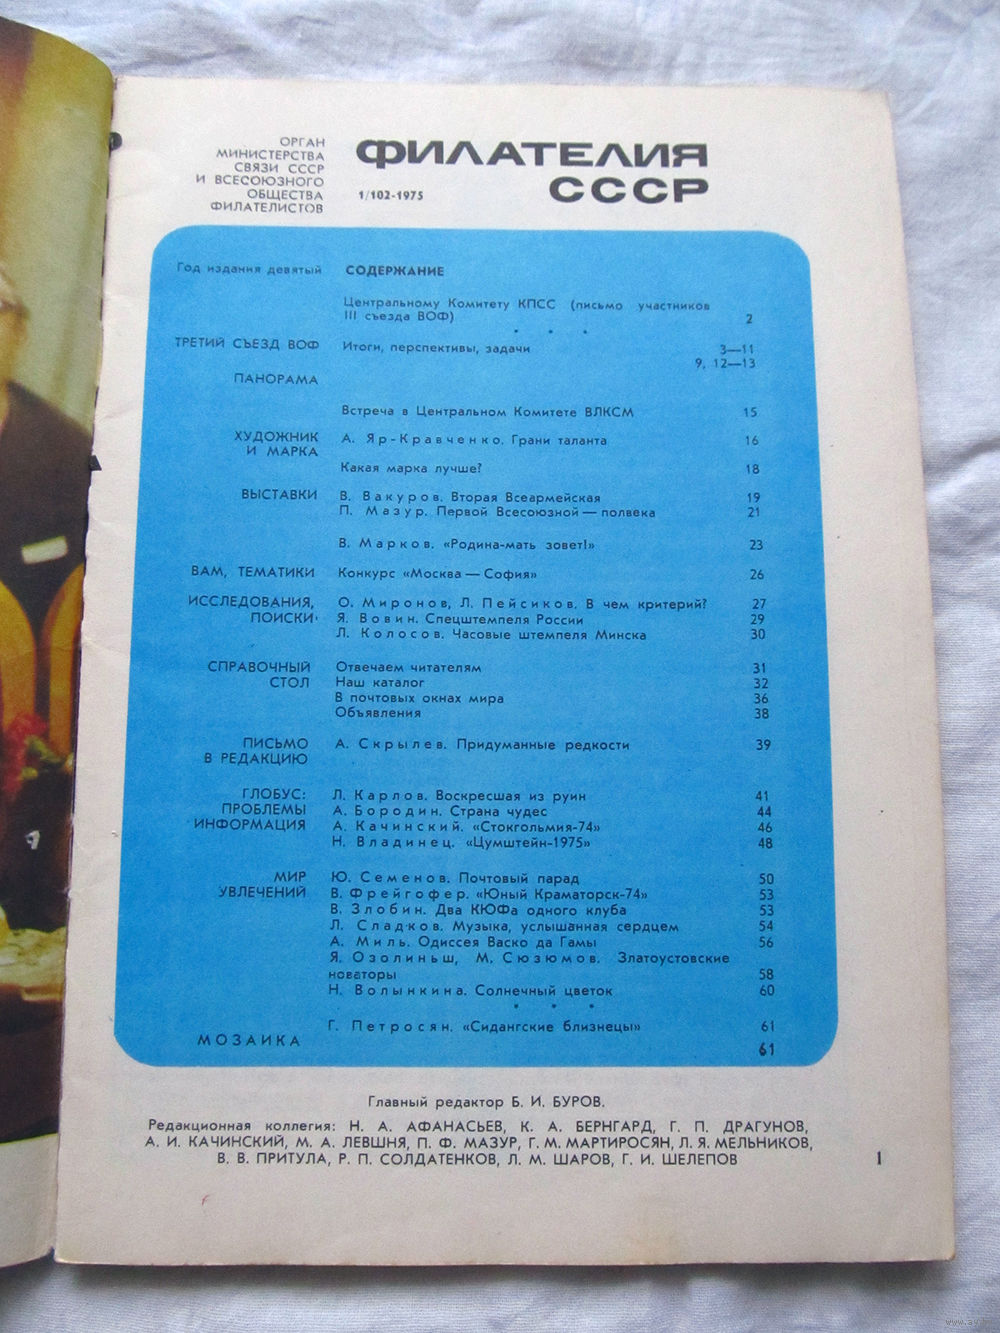 ОРГАН
МИНИСТЕРСТВА
СВЯЗИ СССР
И ВСЕСОЮЗНОГО
ОБЩЕСТВА
ФИЛАТЕЛИСТОВ
ФИЛАТЕЛИЯ
СССР
1/102-1975
Год издания девятый СОДЕРЖАНИЕ
Центральному Комитету КПСС (письмо участников
III съезда ВОФ) 2
* * *
ТРЕТИЙ СЪЕЗД ВОФ Итоги, перспективы, задачи 3—11
9, 12—13
ПАНОРАМА
Встреча в Центральном Комитете ВЛКСМ 15
ХУДОЖНИК А. Яр-Кравченко. Грани таланта 16
И МАРКА
Какая марка лучше? 18
ВЫСТАВКИ В. Вакуров. Вторая Всеармейская 19
П. Мазур. Первой Всесоюзной — полвека 21
В. Марков. «Родина-мать зовет!» 23
ВАМ, ТЕМАТИКИ Конкурс «Москва — София» 26
ИССЛЕДОВАНИЯ, О. Миронов, Л. Пейсиков. В чем критерий? 27
ПОИСКИ Я. Вовин. Спецштемпеля России 29
Л. Колосов. Часовые штемпеля Минска 30
СПРАВОЧНЫЙ Отвечаем читателям 31
СТОЛ Наш каталог 32
В почтовых окнах мира 36
Объявления 38
ПИСЬМО А. Скрылев. Придуманные редкости 39
В РЕДАКЦИЮ
ГЛОБУС: Л. Карлов. Воскресшая из руин 41
ПРОБЛЕМЫ А. Бородин. Страна чудес 44
ИНФОРМАЦИЯ А. Качинский. «Стокгольмия-74» 46
Н. Владинец. «Цумштейн-1975» 48
МИР Ю. Семенов. Почтовый парад 50
УВЛЕЧЕНИЙ В. Фрейгофер. «Юный Краматорск-74» 53
В. Злобин. Два КЮФа одного клуба 53
Л. Сладков. Музыка, услышанная сердцем 54
А. Миль. Одиссея Васко да Гамы 56
Я. Озолиньш, М. Сюзюмов. Златоустовские
новаторы 58
Н. Волынкина. Солнечный цветок 60
* * *
Г. Петросян. «Сидангские близнецы» 61
МОЗАИКА 61
Главный редактор Б. И. БУРОВ.
Редакционная коллегия: Н. А. АФАНАСЬЕВ, К. А. БЕРНГАРД, Г. П. ДРАГУНОВ,
А. И. КАЧИНСКИЙ, М. А. ЛЕВШНЯ, П. Ф. МАЗУР, Г. М. МАРТИРОСЯН, Л. Я. МЕЛЬНИКОВ,
В. В. ПРИТУЛА, Р. П. СОЛДАТЕНКОВ, Л. М. ШАРОВ, Г. И. ШЕЛЕПОВ
1